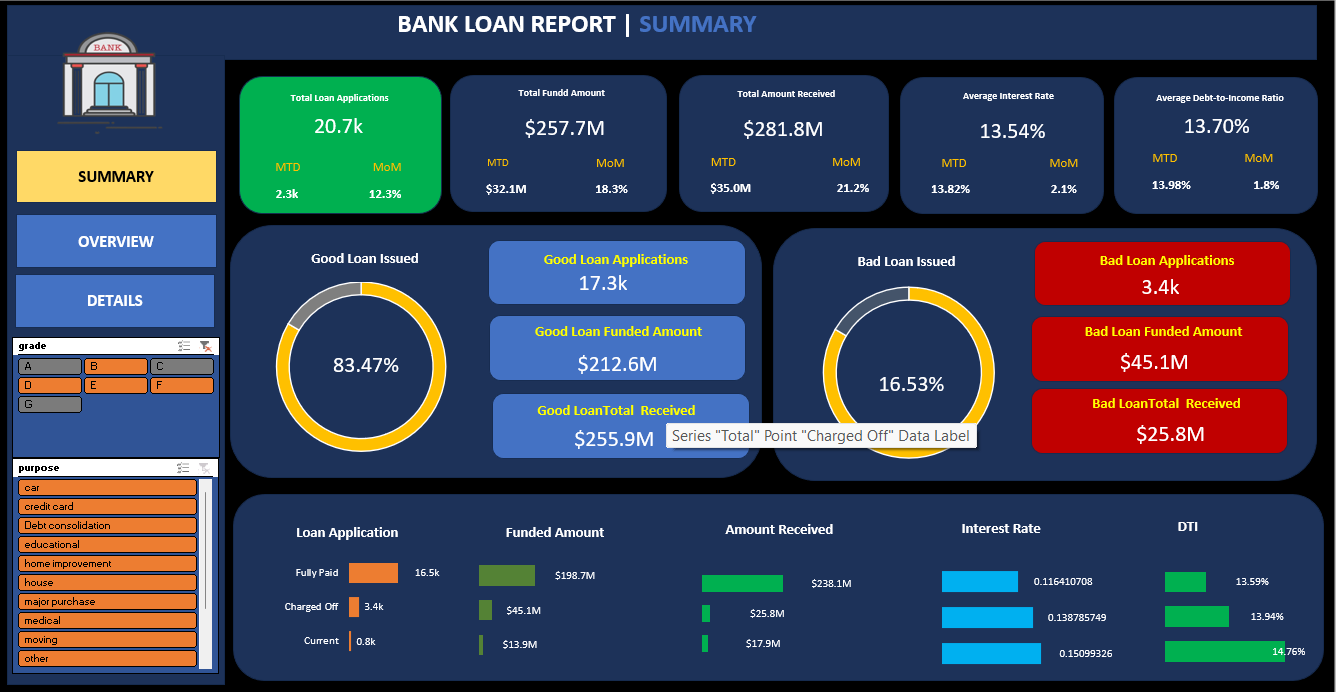 BANK LOAN REPORT | SUMMARY
BANK
SUMMARY
OVERVIEW
DETAILS
grade
A B C
D E F
G
purpose
car
credit card
Debt consolidation
educational
home improvement
house
major purchase
medical
moving
other
Total Loan Applications
20.7k
MTD MoM
2.3k 12.3%
Total Fundd Amount
$257.7M
MTD MoM
$32.1M 18.3%
Total Amount Received
$281.8M
MTD MoM
$35.0M 21.2%
Average Interest Rate
13.54%
MTD MoM
13.82% 2.1%
Average Debt-to-Income Ratio
13.70%
MTD MoM
13.98% 1.8%
Good Loan Issued
83.47%
Good Loan Applications
17.3k
Good Loan Funded Amount
$212.6M
Good LoanTotal Received
$255.9M
Series "Total" Point "Charged Off" Data Label
Bad Loan Issued
16.53%
Bad Loan Applications
3.4k
Bad Loan Funded Amount
$45.1M
Bad LoanTotal Received
$25.8M
Loan Application
Fully Paid 16.5k
Charged Off 3.4k
Current 0.8k
Funded Amount
$198.7M
$45.1M
$13.9M
Amount Received
$238.1M
$25.8M
$17.9M
Interest Rate
0.116410708
0.138785749
0.15099326
DTI
13.59%
13.94%
14.76%